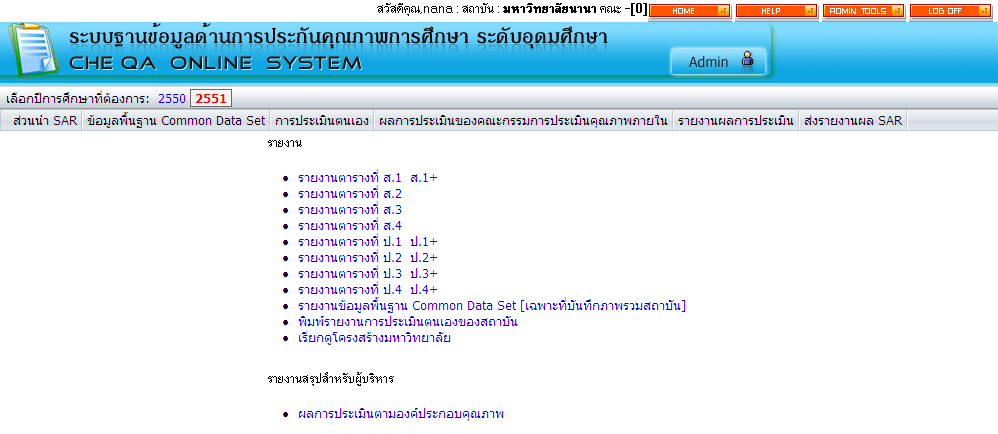 สวัสดีคุณ,nana : สถาบัน : มหาวิทยาลัยนานา คณะ -[0] HOME HELP ADMIN TOOLS LOG OFF
ระบบฐานข้อมูลด้านการประกันคุณภาพการศึกษา ระดับอุดมศึกษา
CHE QA ONLINE SYSTEM
Admin
เลือกปีการศึกษาที่ต้องการ: 2550 2551
ส่วนนำ SAR ข้อมูลพื้นฐาน Common Data Set การประเมินตนเอง ผลการประเมินของคณะกรรมการประเมินคุณภาพภายใน รายงานผลการประเมิน ส่งรายงานผล SAR
รายงาน
• รายงานตารางที่ ส.1 ส.1+
• รายงานตารางที่ ส.2
• รายงานตารางที่ ส.3
• รายงานตารางที่ ส.4
• รายงานตารางที่ ป.1 ป.1+
• รายงานตารางที่ ป.2 ป.2+
• รายงานตารางที่ ป.3 ป.3+
• รายงานตารางที่ ป.4 ป.4+
• รายงานข้อมูลพื้นฐาน Common Data Set [เฉพาะที่บันทึกภาพรวมสถาบัน]
• พิมพ์รายงานการประเมินตนเองของสถาบัน
• เรียกดูโครงสร้างมหาวิทยาลัย
รายงานสรุปสำหรับผู้บริหาร
• ผลการประเมินตามองค์ประกอบคุณภาพ